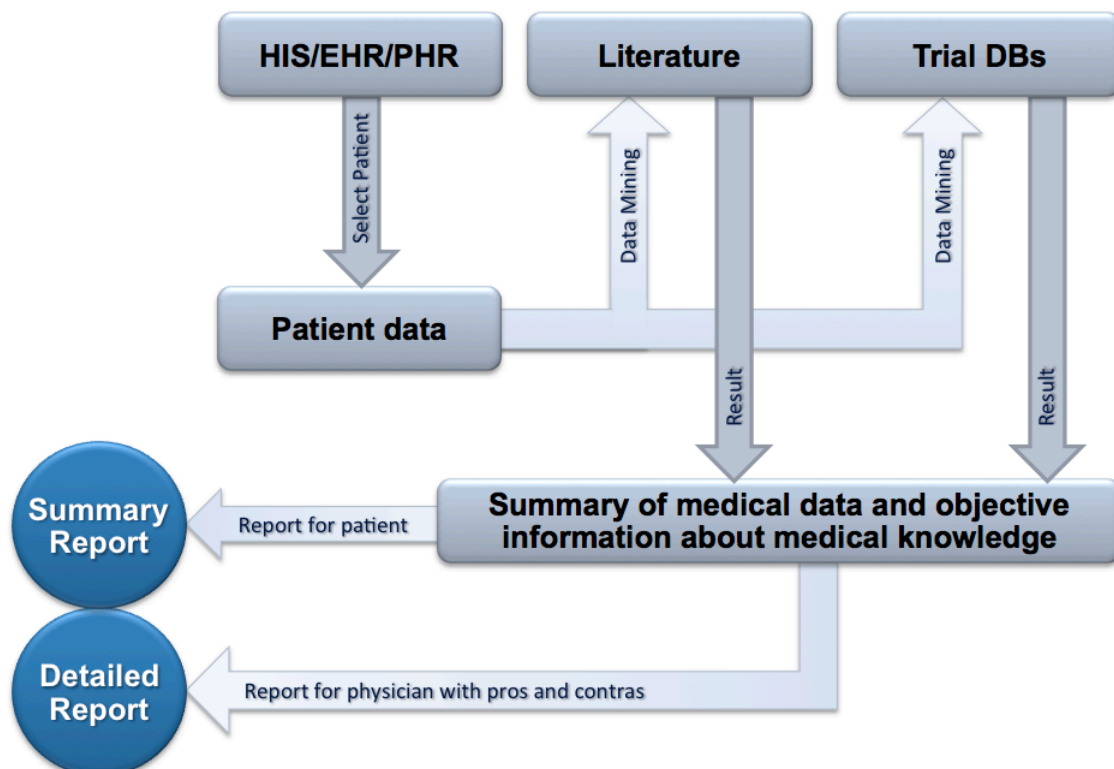 HIS/EHR/PHR
Literature
Trial DBs
Select Patient
Data Mining
Data Mining
Patient data
Result
Result
Summary of medical data and objective
information about medical knowledge
Summary
Report
Report for patient
Detailed
Report
Report for physician with pros and contras